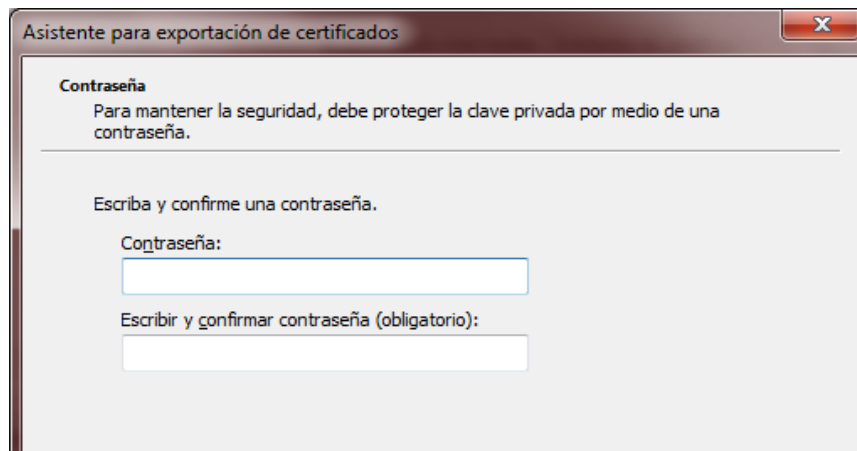 Asistente para exportación de certificados
Contraseña
Para mantener la seguridad, debe proteger la clave privada por medio de una
contraseña.
Escriba y confirme una contraseña.
Contraseña:
Escribir y confirmar contraseña (obligatorio):